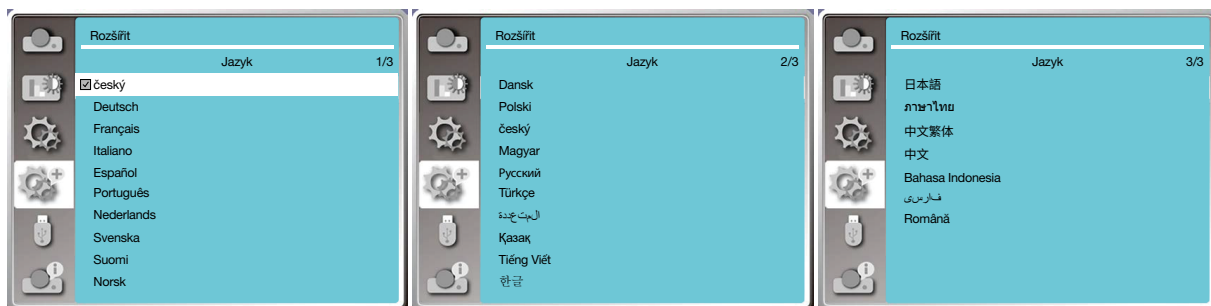 Rozšířit
Jazyk 1/3
český
Deutsch
Français
Italiano
Español
Português
Nederlands
Svenska
Suomi
Norsk
Rozšířit
Jazyk 2/3
Dansk
Polski
český
Magyar
Русский
Türkçe
المتعددة
Қазақ
Tiếng Việt
한글
Rozšířit
Jazyk 3/3
日本語
ภาษาไทย
中文繁体
中文
Bahasa Indonesia
فارسی
Română